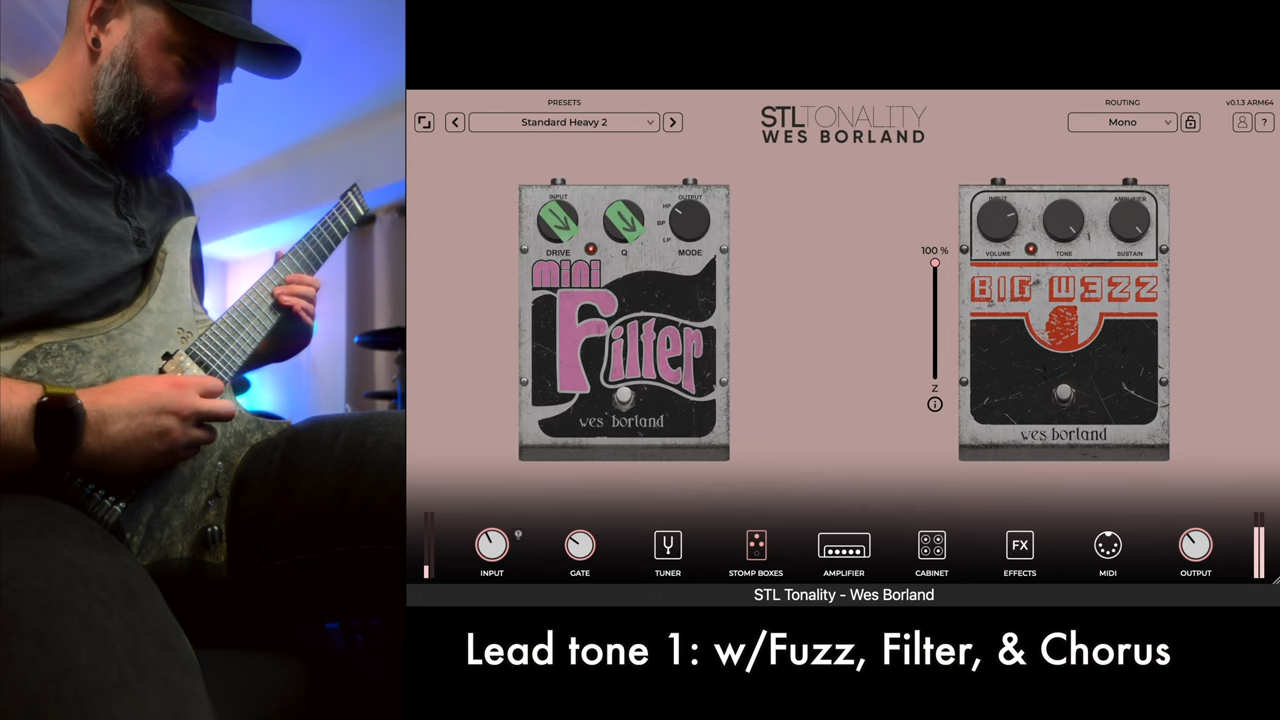 PRESETS
Standard Heavy 2
STL TONALITY
WES BORLAND
ROUTING
Mono
v0.1.3 ARM64
?
INPUT
OUTPUT
HP
BP
LP
DRIVE
Q
MODE
mini
Filter
wes borland
100 %
Z
i
INPUT
AMPLIFIER
VOLUME
TONE
SUSTAIN
BIG W3ZZ
wes borland
INPUT
GATE
TUNER
STOMP BOXES
AMPLIFIER
CABINET
FX
EFFECTS
MIDI
OUTPUT
STL Tonality - Wes Borland
Lead tone 1: w/Fuzz, Filter, & Chorus